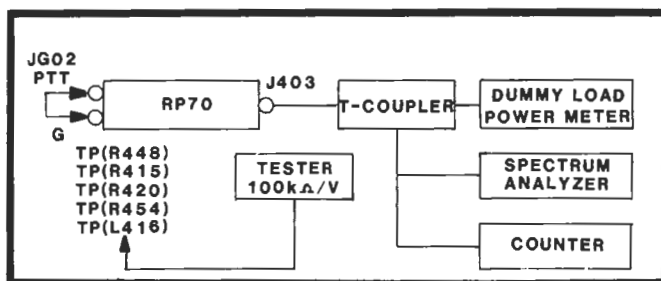 JG02
PTT
G
RP70
J403
T-COUPLER
DUMMY LOAD
POWER METER
TP(R448)
TP(R415)
TP(R420)
TP(R454)
TP(L416)
TESTER
100kΩ/V
SPECTRUM
ANALYZER
COUNTER